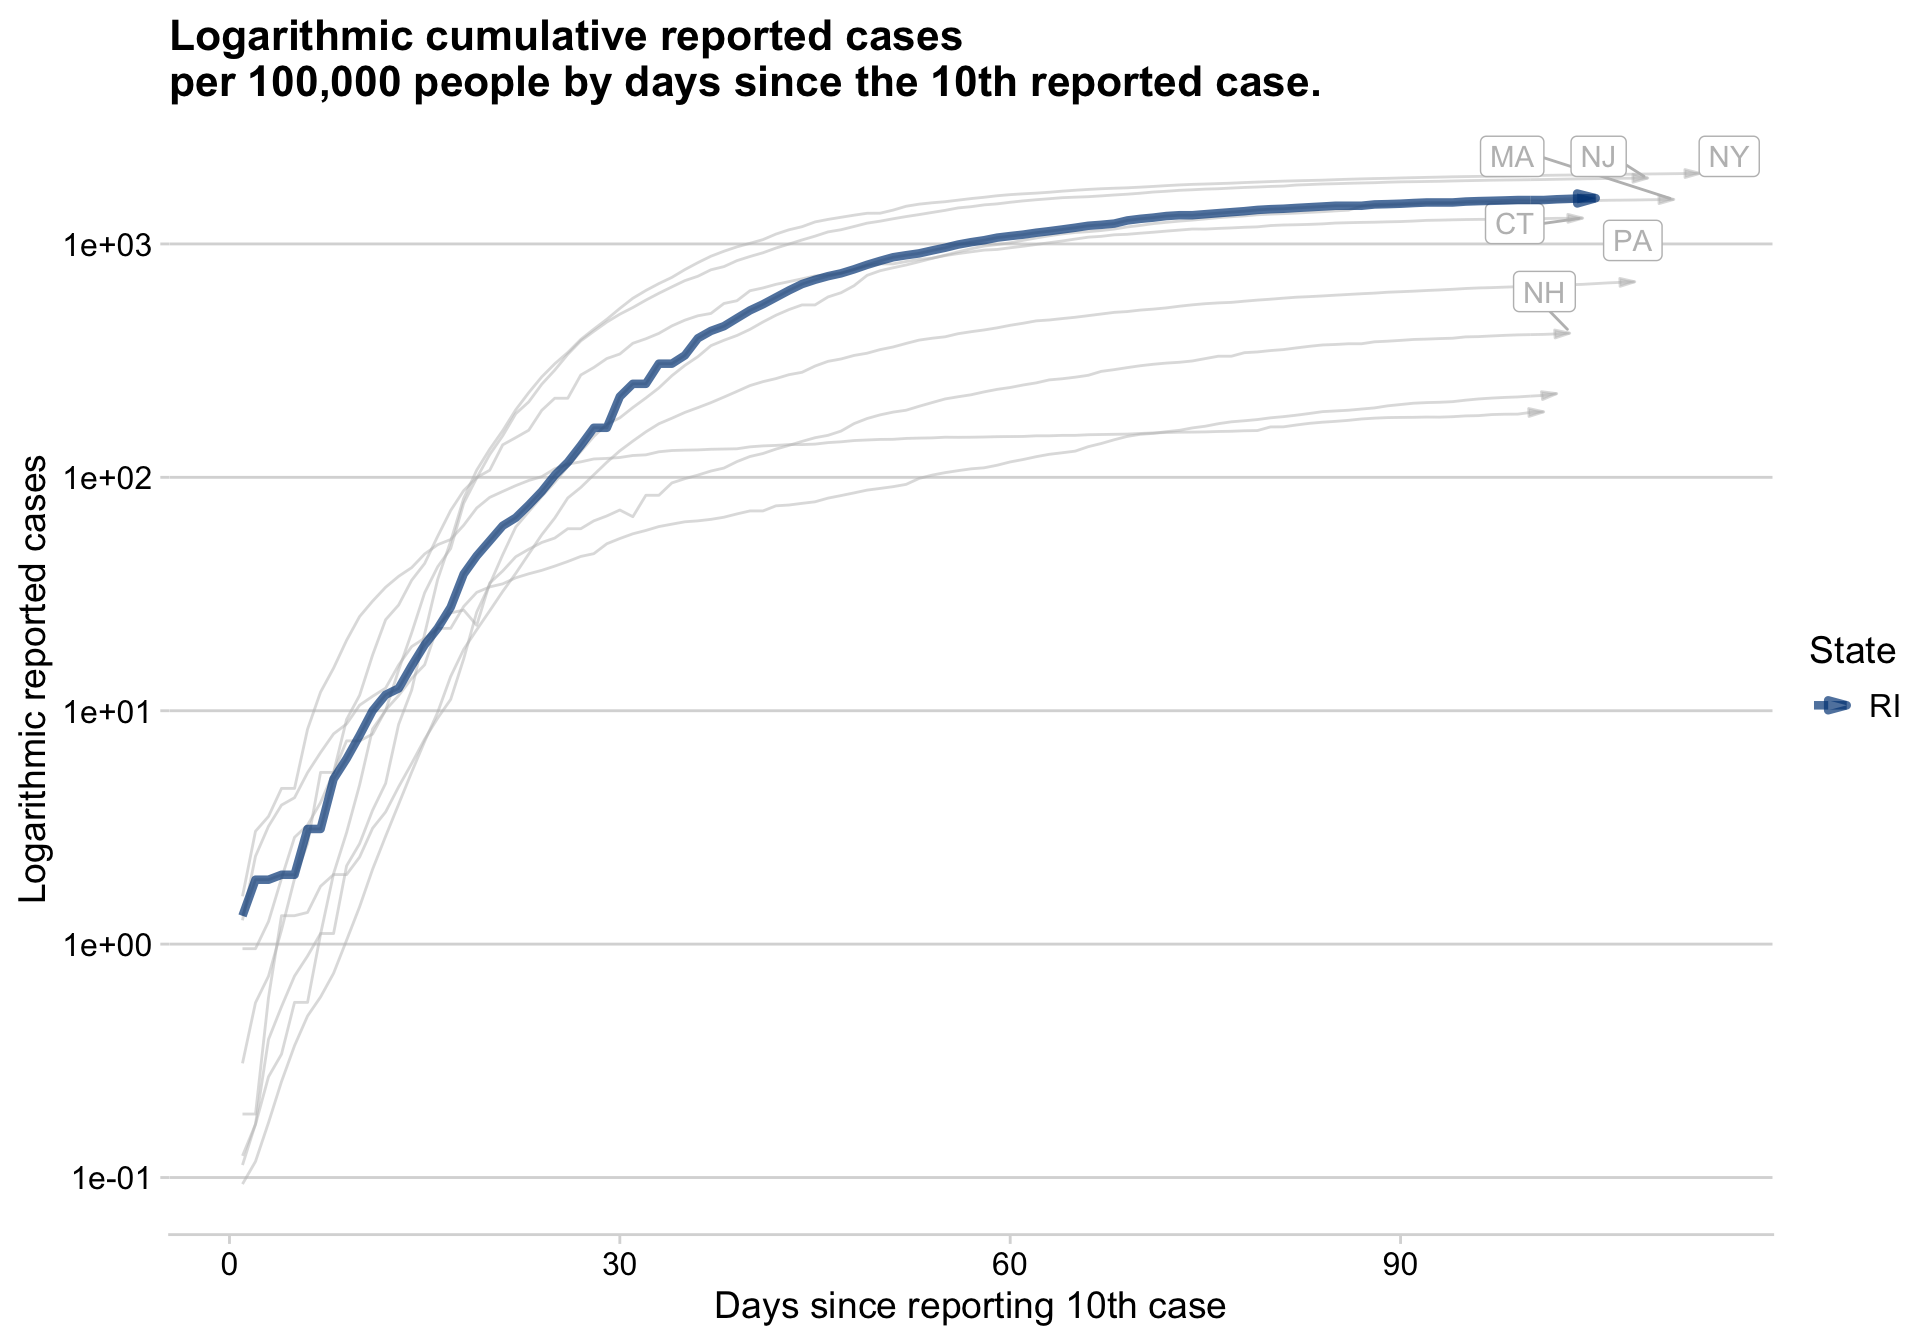 Logarithmic cumulative reported cases
per 100,000 people by days since the 10th reported case.
MA
NJ
NY
CT
PA
NH
1e+03
1e+02
1e+01
1e+00
1e-01
Logarithmic reported cases
0 30 60 90
Days since reporting 10th case
State
RI